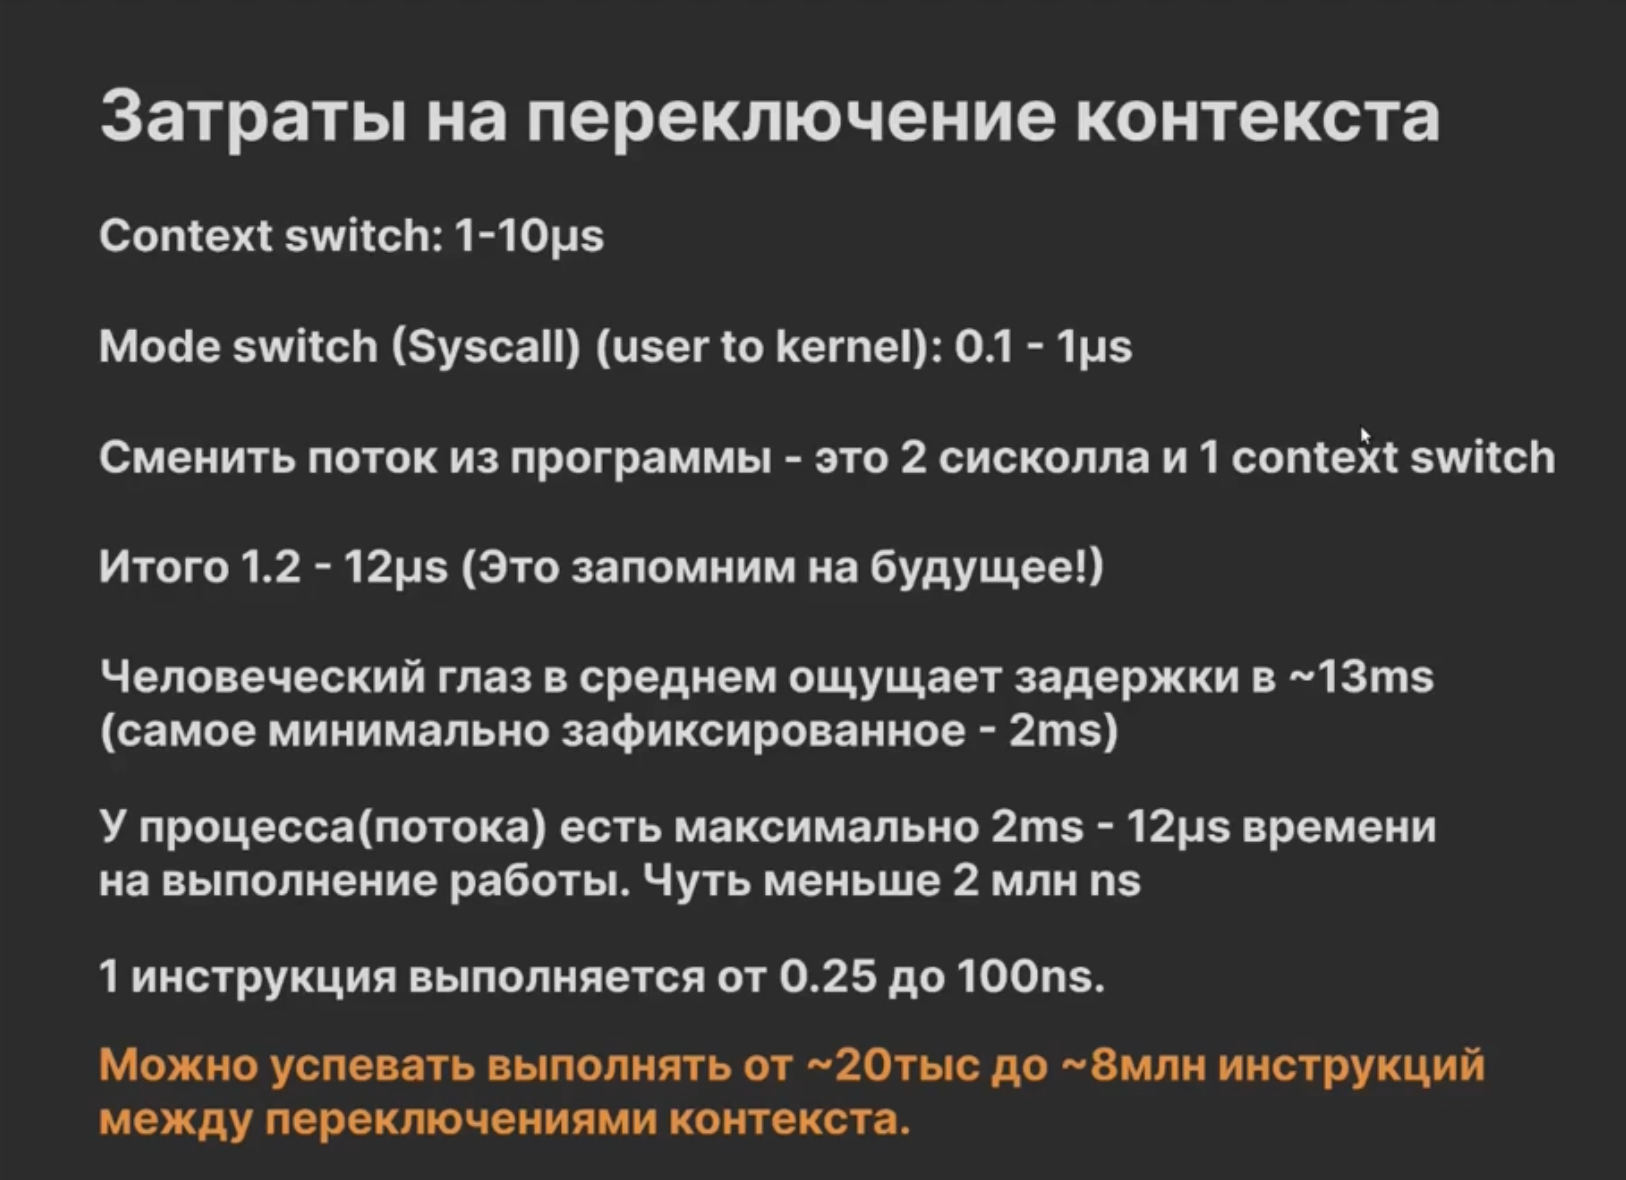 Затраты на переключение контекста
Context switch: 1-10µs
Mode switch (Syscall) (user to kernel): 0.1 - 1µs
Сменить поток из программы - это 2 сисколла и 1 context switch
Итого 1.2 - 12µs (Это запомним на будущее!)
Человеческий глаз в среднем ощущает задержки в ~13ms
(самое минимально зафиксированное - 2ms)
У процесса(потока) есть максимально 2ms - 12µs времени
на выполнение работы. Чуть меньше 2 млн ns
1 инструкция выполняется от 0.25 до 100ns.
Можно успевать выполнять от ~20тыс до ~8млн инструкций
между переключениями контекста.